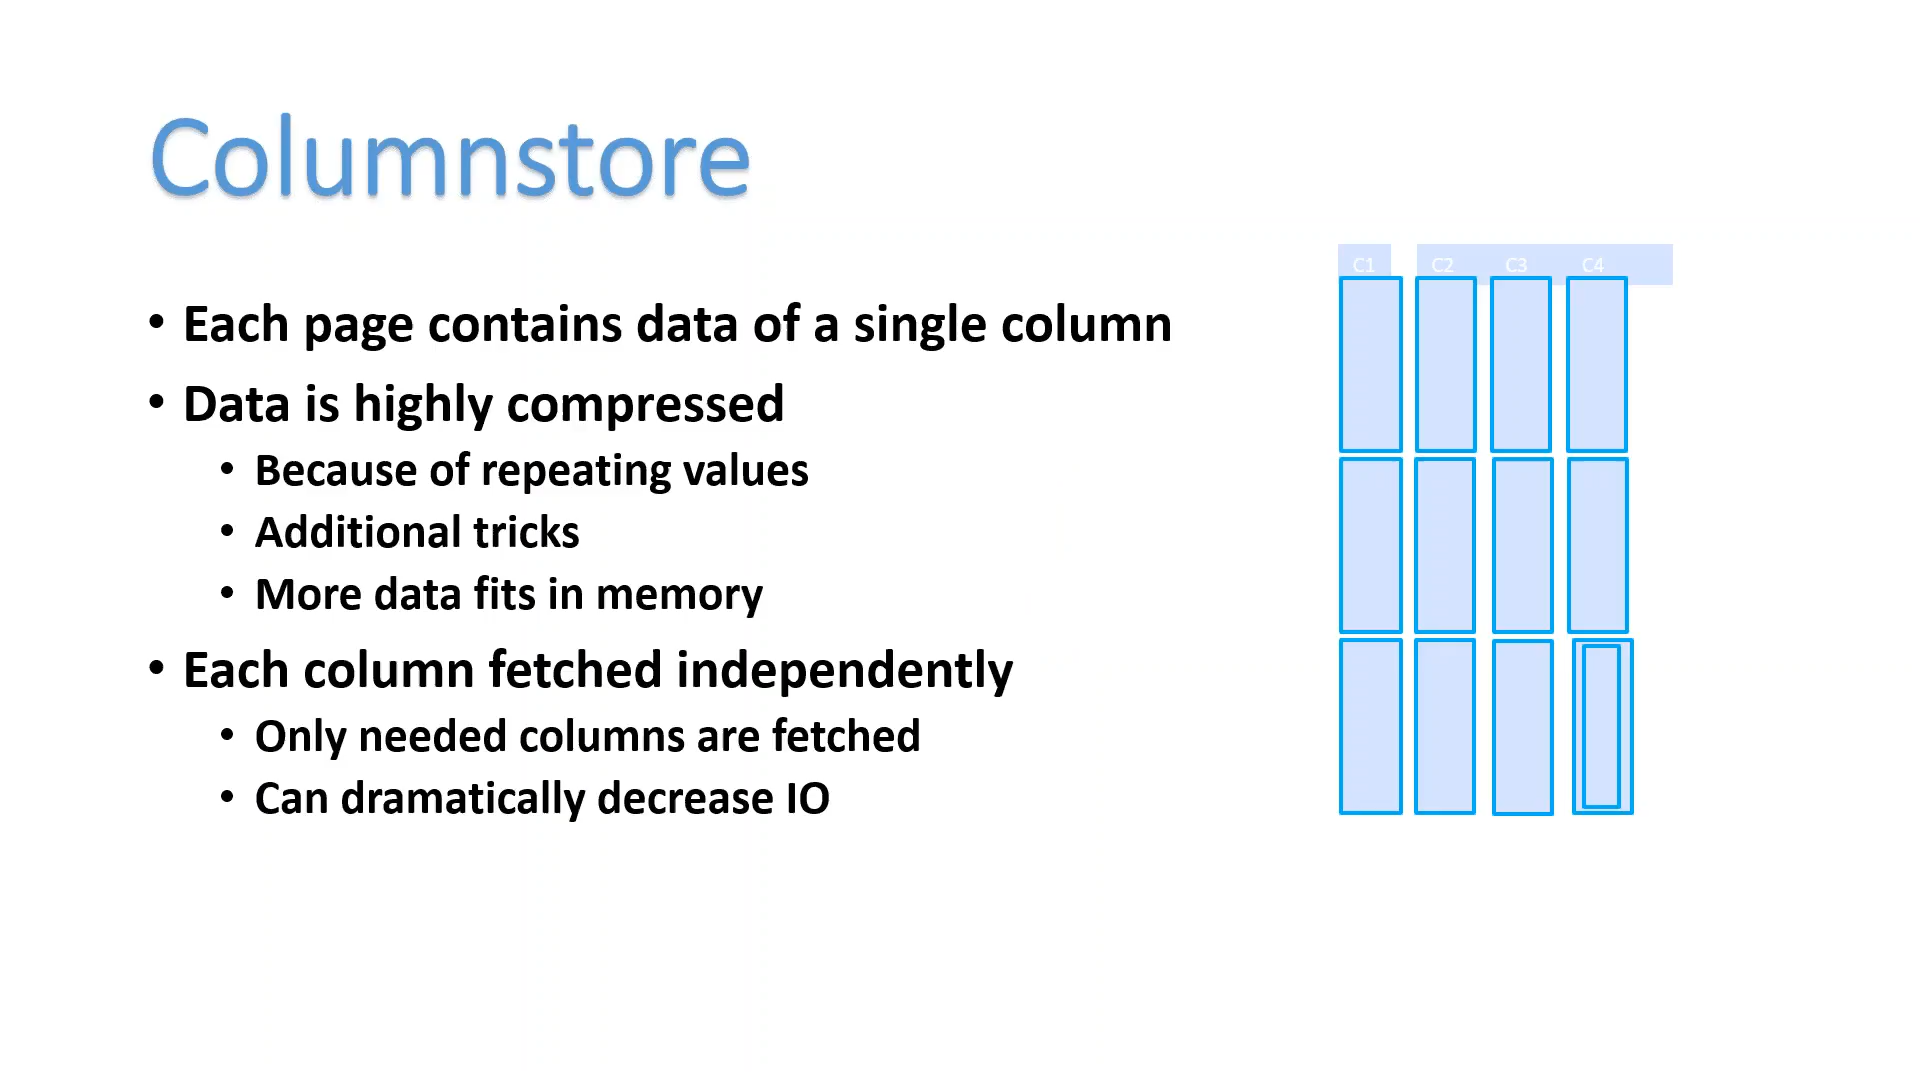 Columnstore
C1 C2 C3 C4
• Each page contains data of a single column
• Data is highly compressed
• Because of repeating values
• Additional tricks
• More data fits in memory
• Each column fetched independently
• Only needed columns are fetched
• Can dramatically decrease IO